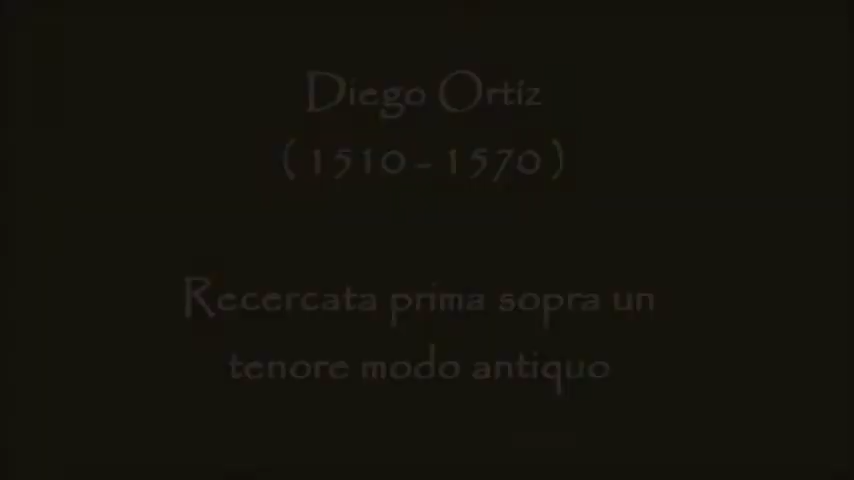 Diego Ortiz
( 1510 - 1570 )
Recercata prima sopra un
tenore modo antiquo